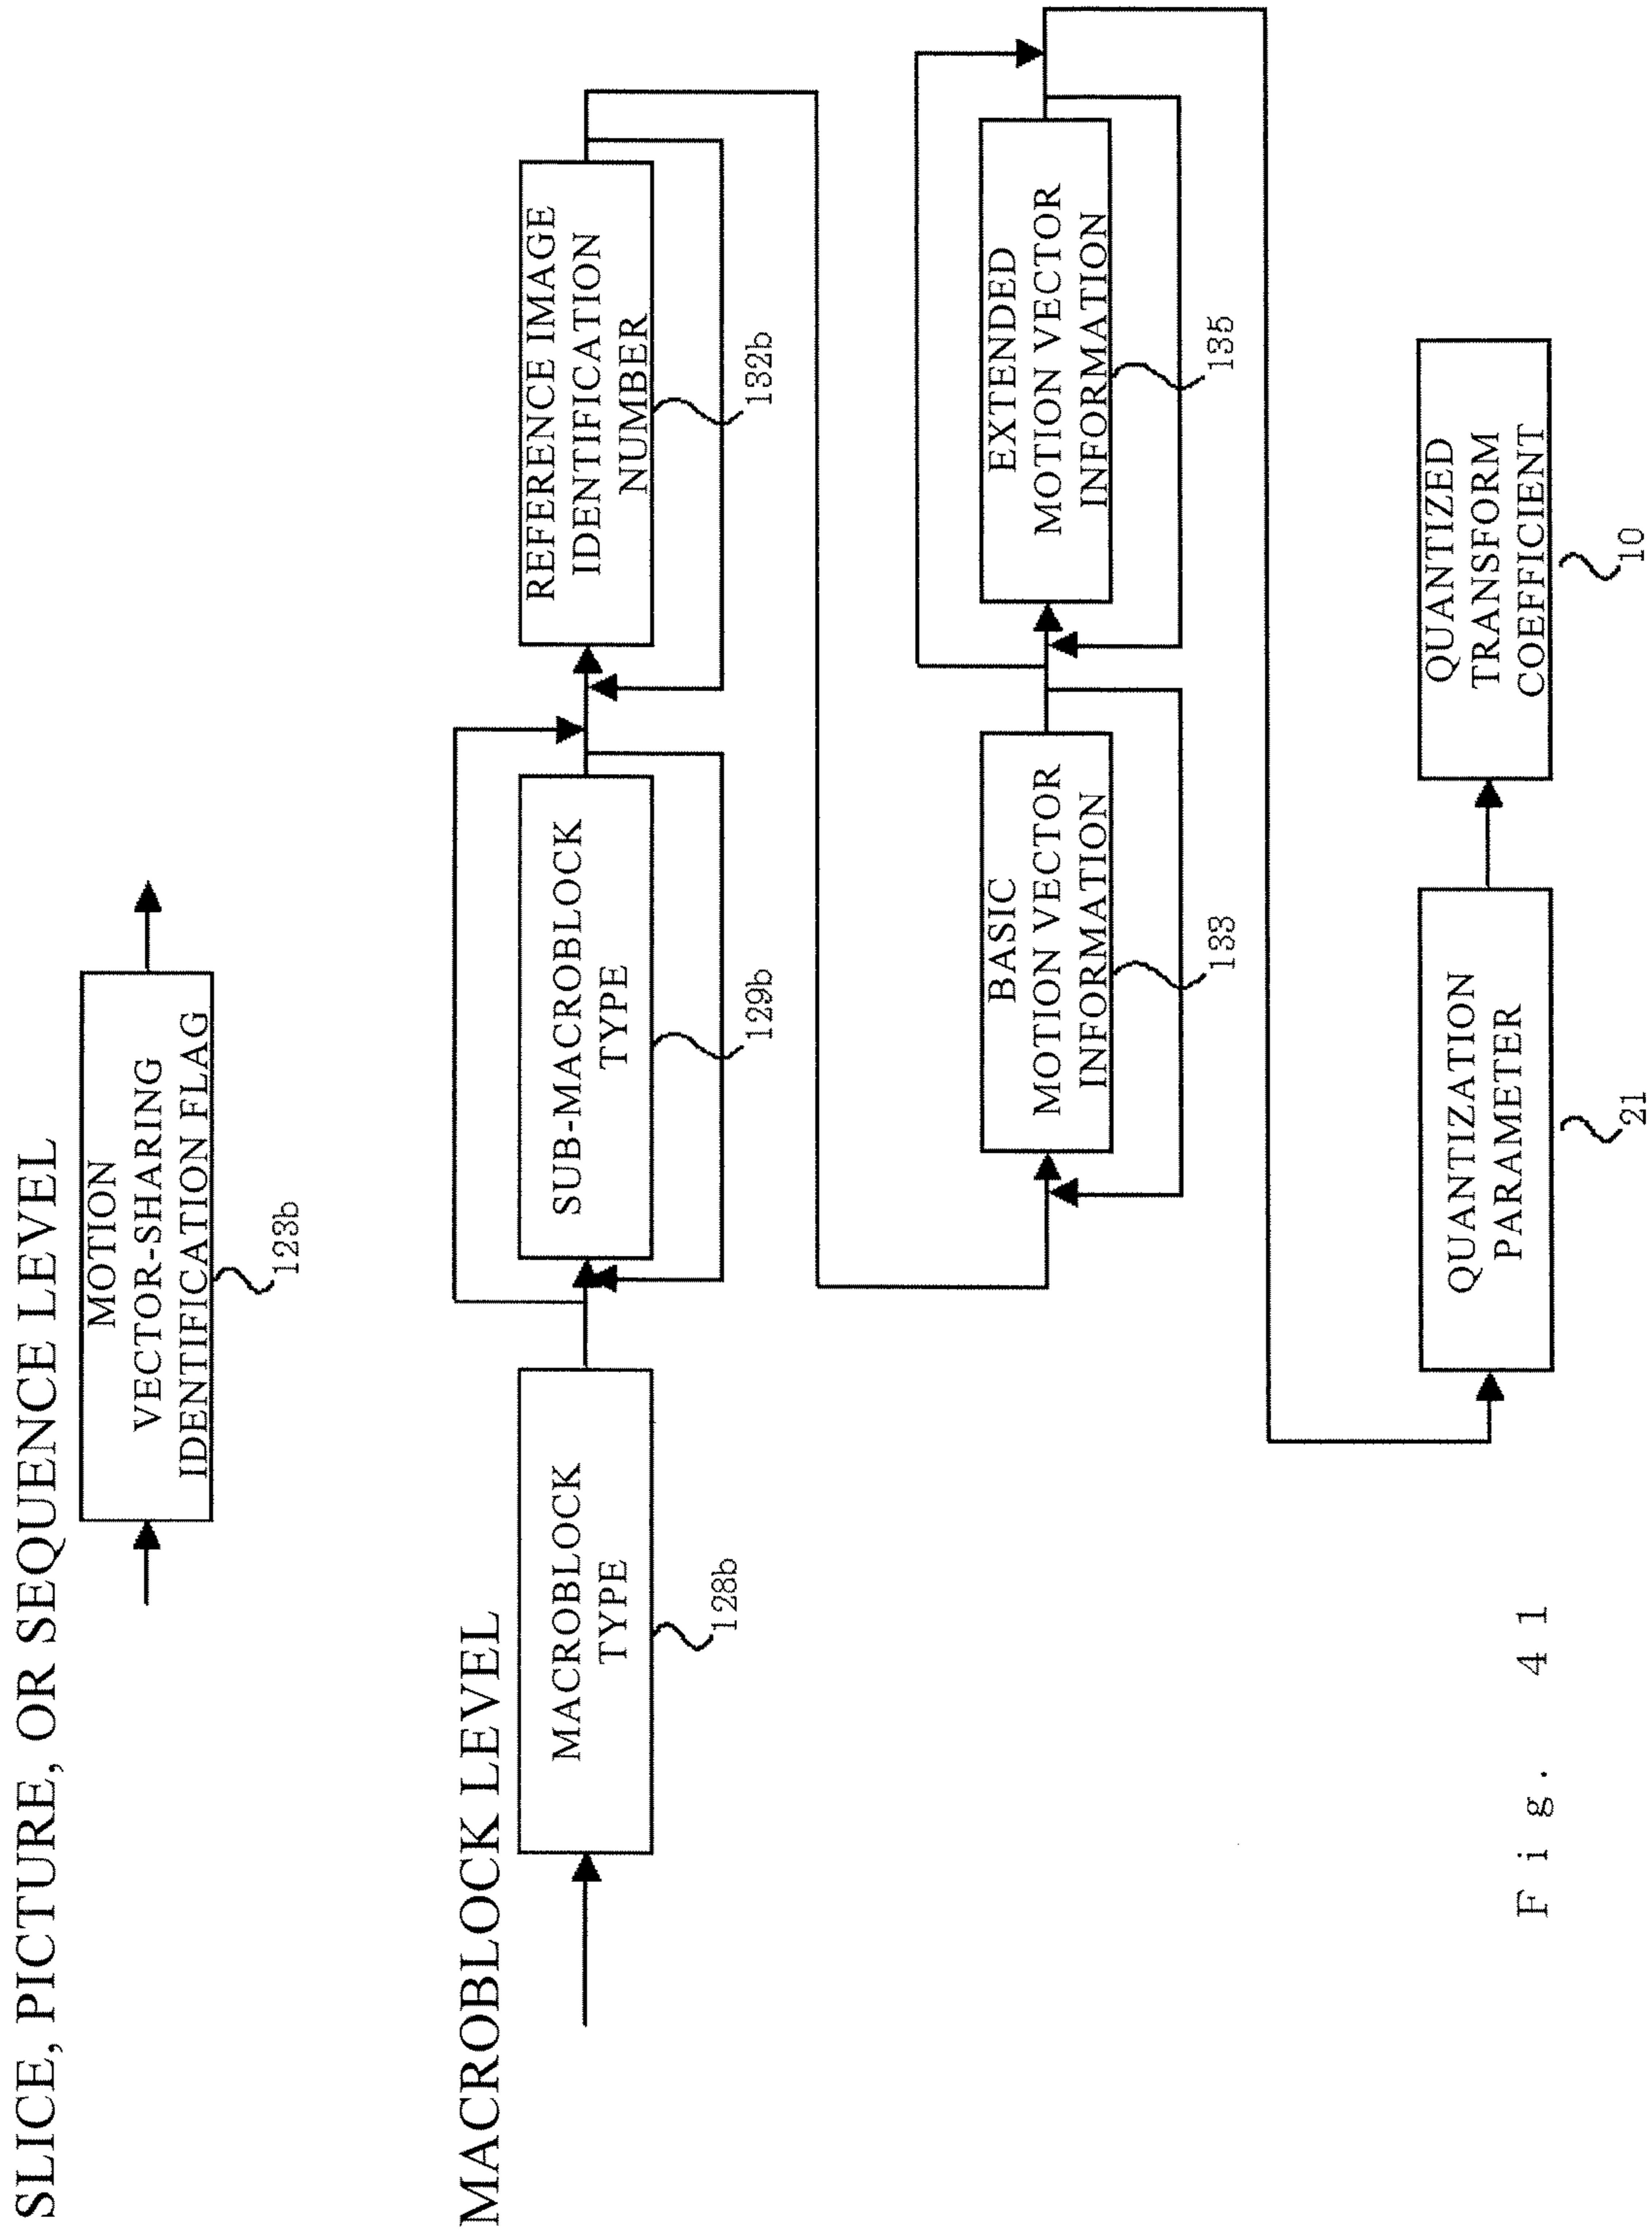 SLICE, PICTURE, OR SEQUENCE LEVEL
MOTION
VECTOR-SHARING
IDENTIFICATION FLAG
123b
MACROBLOCK LEVEL
MACROBLOCK
TYPE
128b
SUB-MACROBLOCK
TYPE
129b
REFERENCE IMAGE
IDENTIFICATION
NUMBER
132b
BASIC
MOTION VECTOR
INFORMATION
133
EXTENDED
MOTION VECTOR
INFORMATION
135
QUANTIZATION
PARAMETER
21
QUANTIZED
TRANSFORM
COEFFICIENT
10
Fig. 41